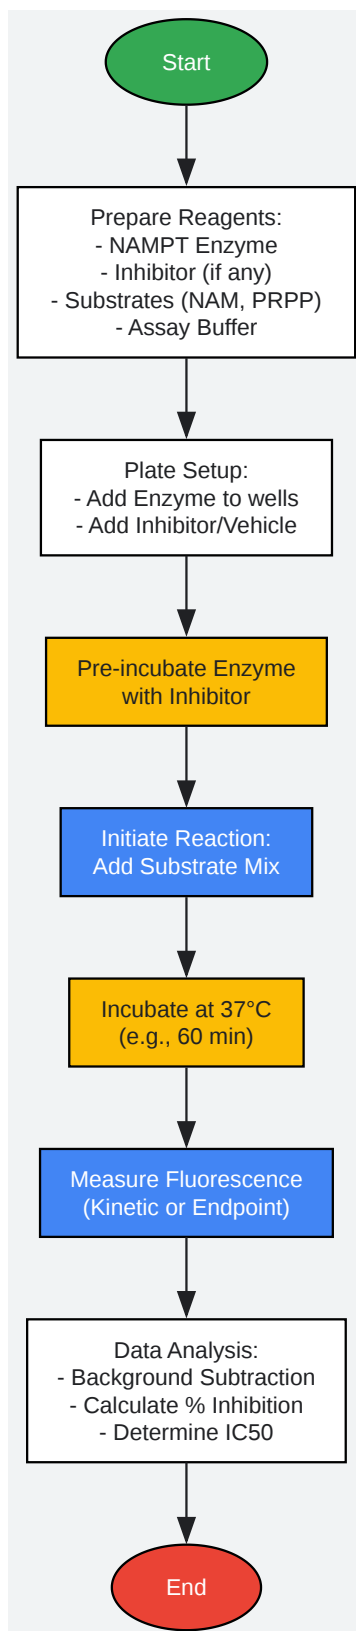 Start
Prepare Reagents:
- NAMPT Enzyme
- Inhibitor (if any)
- Substrates (NAM, PRPP)
- Assay Buffer
Plate Setup:
- Add Enzyme to wells
- Add Inhibitor/Vehicle
Pre-incubate Enzyme
with Inhibitor
Initiate Reaction:
Add Substrate Mix
Incubate at 37°C
(e.g., 60 min)
Measure Fluorescence
(Kinetic or Endpoint)
Data Analysis:
- Background Subtraction
- Calculate % Inhibition
- Determine IC50
End